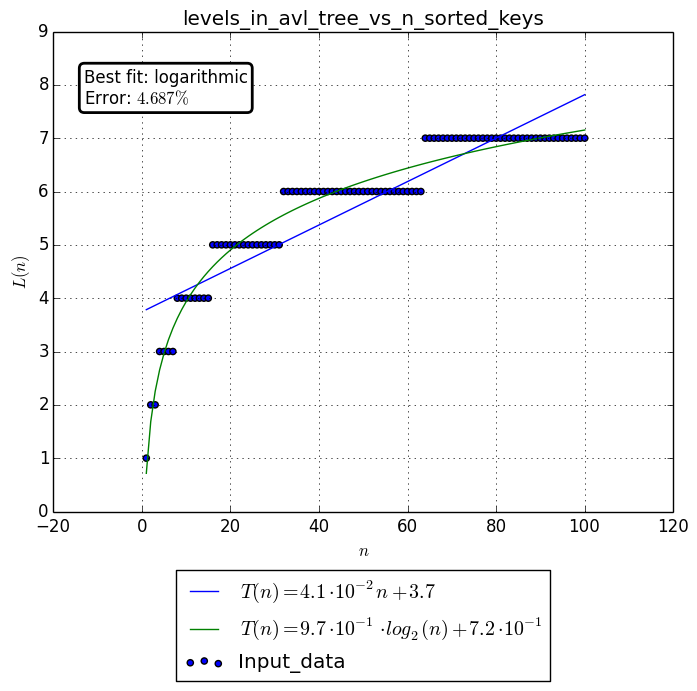 levels_in_avl_tree_vs_n_sorted_keys
Best fit: logarithmic
Error: 4.687%
9
8
7
6
5
4
3
2
1
0
L(n)
−20 0 20 40 60 80 100 120
n
T(n)=4.1·10⁻²n+3.7
T(n)=9.7·10⁻¹·log₂(n)+7.2·10⁻¹
Input_data